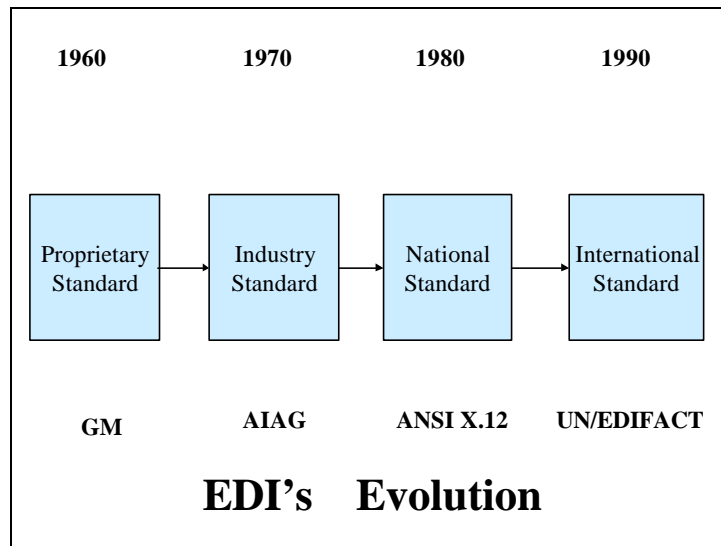 1960 1970 1980 1990
Proprietary
Standard
Industry
Standard
National
Standard
International
Standard
GM AIAG ANSI X.12 UN/EDIFACT
EDI's Evolution